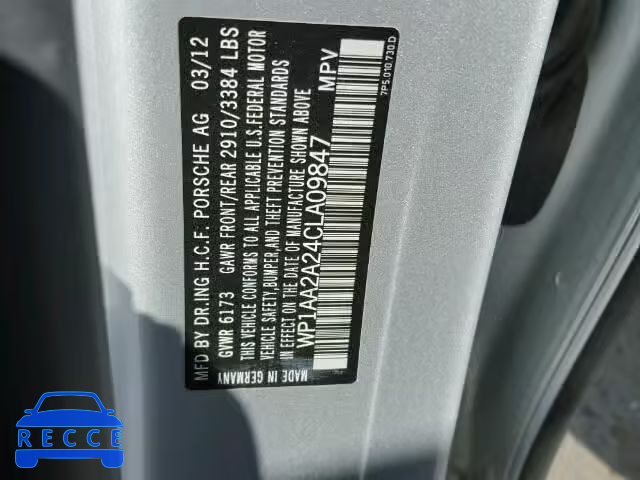 MFD BY DR.ING H.C.F. PORSCHE AG 03/12
GVWR 6173 GAWR FRONT/REAR 2910/3384 LBS
THIS VEHICLE CONFORMS TO ALL APPLICABLE U.S.FEDERAL MOTOR
VEHICLE SAFETY,BUMPER,AND THEFT PREVENTION STANDARDS
IN EFFECT ON THE DATE OF MANUFACTURE SHOWN ABOVE
WP1AA2A24CLA09847 MPV
MADE IN GERMANY 7P5.010.730.D
RECCE